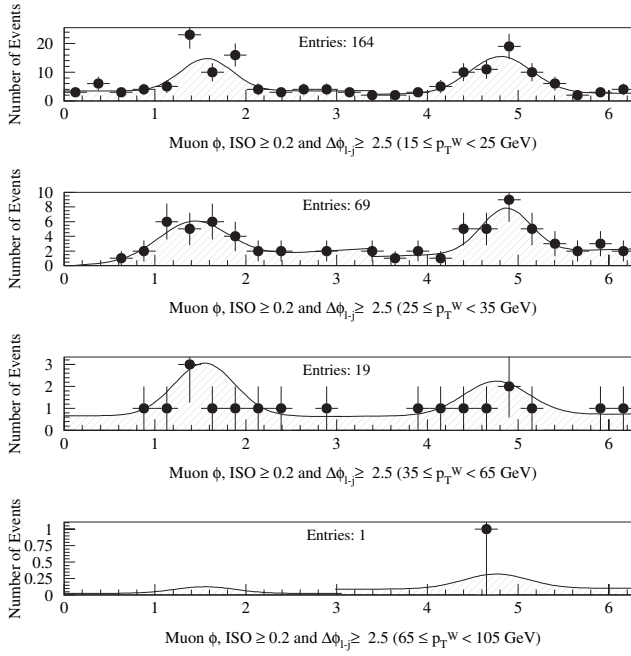 Number of Events
20
10
0
Entries: 164
0 1 2 3 4 5 6
Muon ϕ, ISO ≥ 0.2 and Δϕl-j ≥ 2.5 (15 ≤ pTW < 25 GeV)
Number of Events
10
8
6
4
2
0
Entries: 69
0 1 2 3 4 5 6
Muon ϕ, ISO ≥ 0.2 and Δϕl-j ≥ 2.5 (25 ≤ pTW < 35 GeV)
Number of Events
3
2
1
0
Entries: 19
0 1 2 3 4 5 6
Muon ϕ, ISO ≥ 0.2 and Δϕl-j ≥ 2.5 (35 ≤ pTW < 65 GeV)
Number of Events
1
0.75
0.5
0.25
0
Entries: 1
0 1 2 3 4 5 6
Muon ϕ, ISO ≥ 0.2 and Δϕl-j ≥ 2.5 (65 ≤ pTW < 105 GeV)